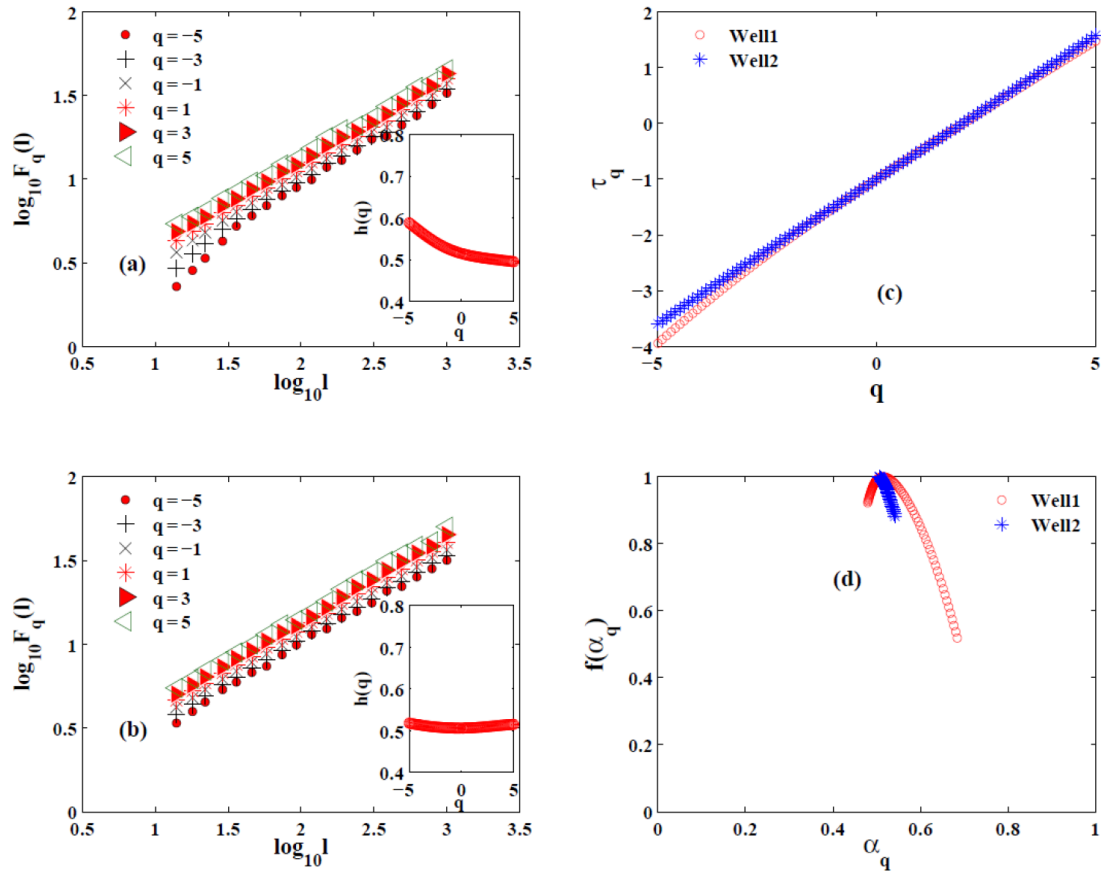 2
q = −5
q = −3
q = −1
q = 1
q = 3
q = 5
1.5
1
0.5
0
log10Fq(l)
(a)
0.8
0.7
0.6
0.5
0.4
h(q)
−5 0 5
q
0.5 1 1.5 2 2.5 3 3.5
log10l
2
Well1
Well2
1
0
−1
−2
−3
−4
τq
(c)
−5 0 5
q
2
q = −5
q = −3
q = −1
q = 1
q = 3
q = 5
1.5
1
0.5
0
log10Fq(l)
(b)
0.8
0.7
0.6
0.5
0.4
h(q)
−5 0 5
q
0.5 1 1.5 2 2.5 3 3.5
log10l
1
Well1
Well2
0.8
0.6
0.4
0.2
0
f(αq)
(d)
0 0.2 0.4 0.6 0.8 1
αq